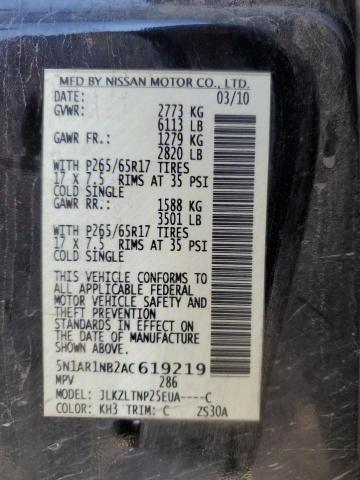 MFD BY NISSAN MOTOR CO., LTD.
DATE: 03/10
GVWR: 2773 KG
6113 LB
GAWR FR.: 1279 KG
2820 LB
WITH P265/65R17 TIRES
17 X 7.5 RIMS AT 35 PSI
COLD SINGLE
GAWR RR.: 1588 KG
3501 LB
WITH P265/65R17 TIRES
17 X 7.5 RIMS AT 35 PSI
COLD SINGLE
THIS VEHICLE CONFORMS TO
ALL APPLICABLE FEDERAL
MOTOR VEHICLE SAFETY AND
THEFT PREVENTION
STANDARDS IN EFFECT ON
THE DATE OF MANUFACTURE
SHOWN ABOVE.
5N1AR1NB2AC619219
MPV 286
MODEL: JLKZLTNP25EUA----C
COLOR: KH3 TRIM: C ZS30A